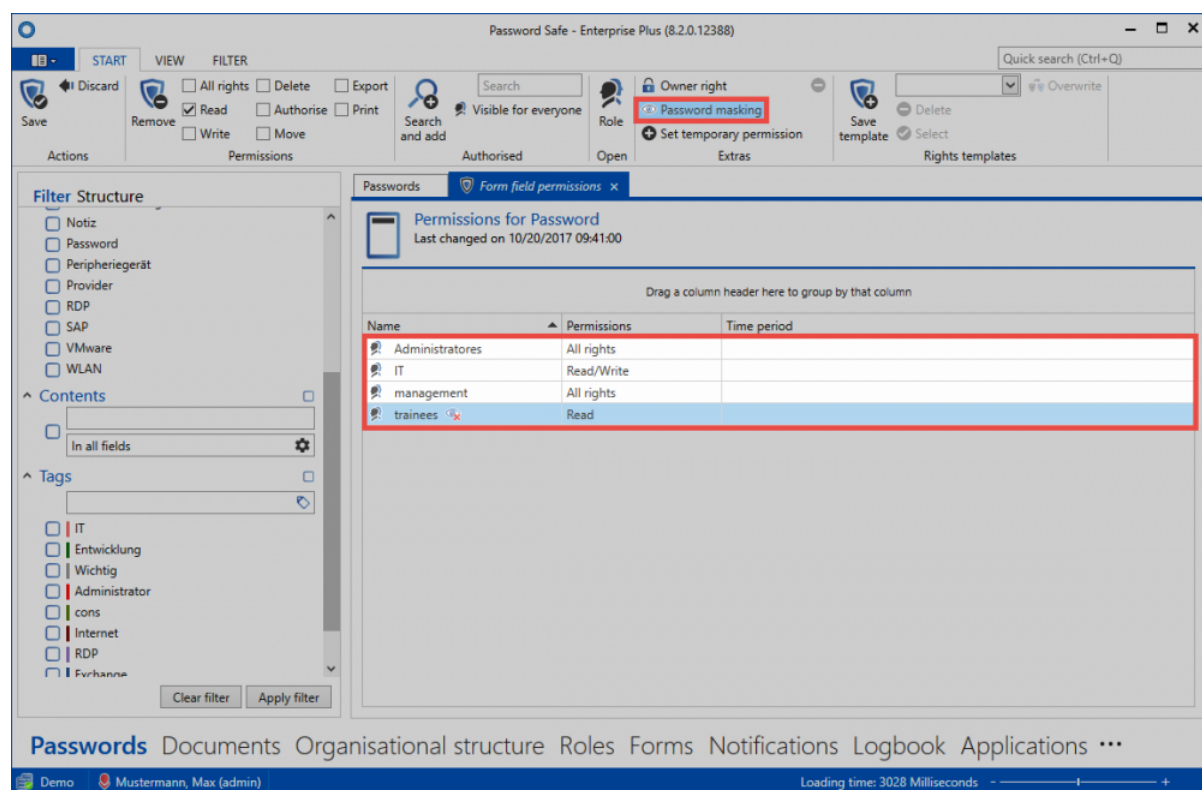 Password Safe - Enterprise Plus (8.2.0.12388)
START VIEW FILTER
Quick search (Ctrl+Q)
Save
Discard
Actions
Remove
All rights Delete Export
Read Authorise Print
Write Move
Permissions
Search and add
Search
Visible for everyone
Authorised
Role
Open
Owner right
Password masking
Set temporary permission
Extras
Save template
Overwrite
Delete
Select
Rights templates
Filter Structure
Notiz
Password
Peripheriegerät
Provider
RDP
SAP
VMware
WLAN
Contents
In all fields
Tags
IT
Entwicklung
Wichtig
Administrator
cons
Internet
RDP
Exchange
Clear filter Apply filter
Passwords Form field permissions ×
Permissions for Password
Last changed on 10/20/2017 09:41:00
Drag a column header here to group by that column
Name Permissions Time period
Administratores All rights
IT Read/Write
management All rights
trainees Read
Passwords Documents Organisational structure Roles Forms Notifications Logbook Applications •••
Demo Mustermann, Max (admin) Loading time: 3028 Milliseconds - +